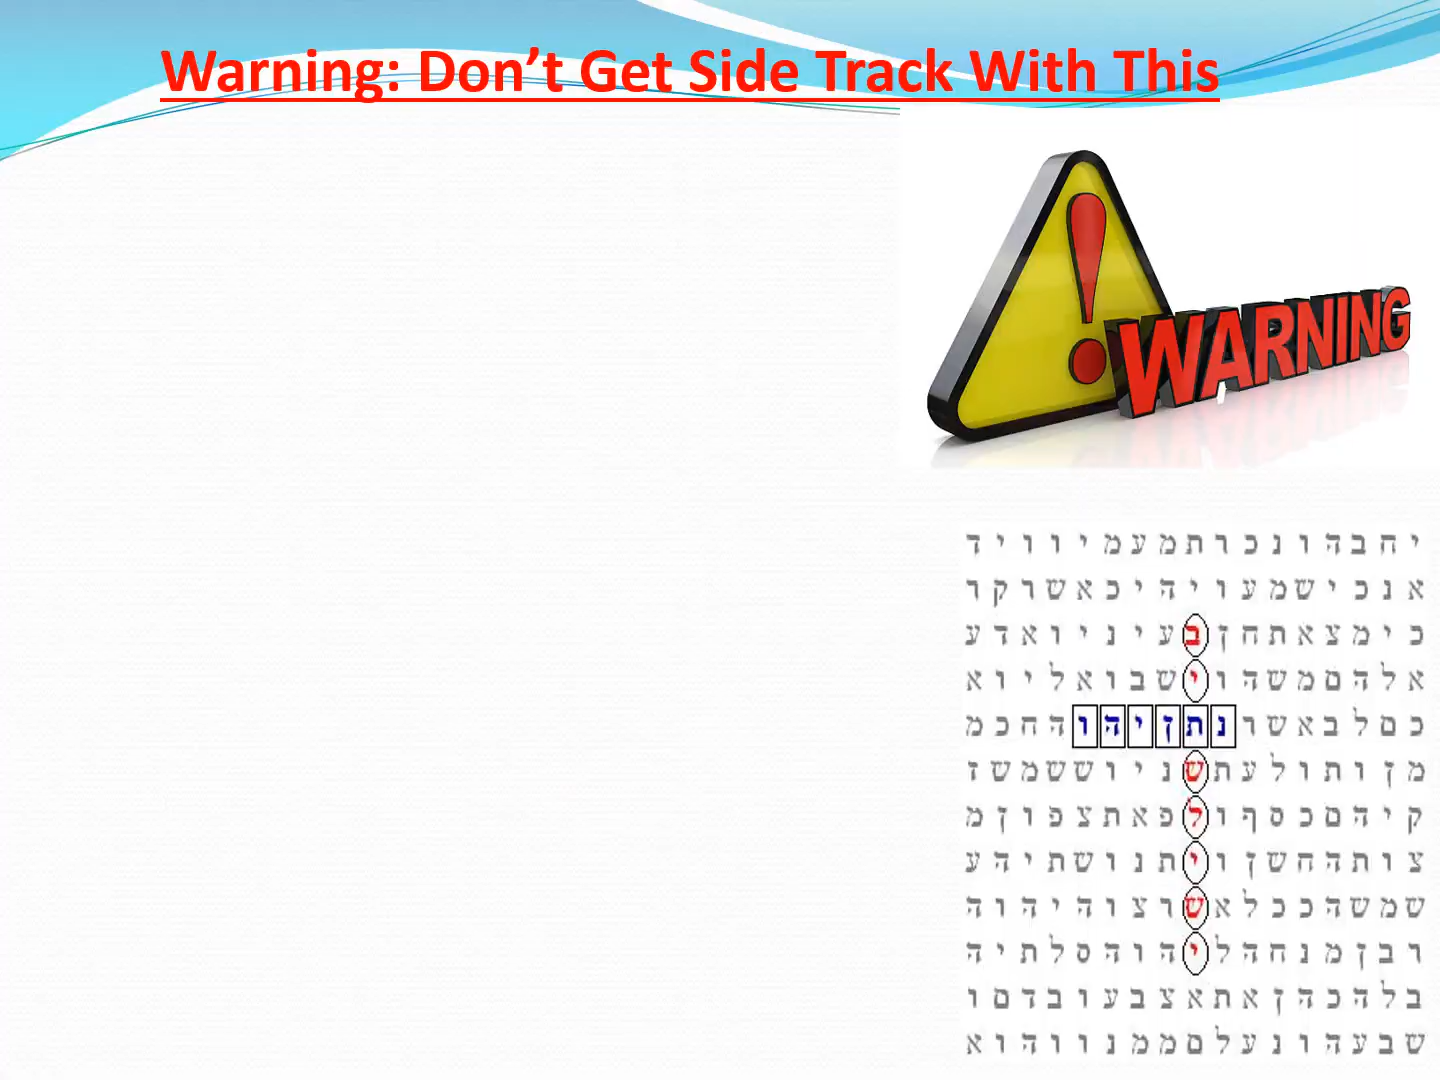 Warning: Don’t Get Side Track With This
WARNING
י ח ב ה ו נ כ ר ת מ ע מ י ו ו י ד
א נ כ י ש מ ע ו י ה י כ א ש ר ק ר
כ י מ צ א ת ח ן ב ע י נ י ו א ד ע
א ל ה ם מ ש ה ו י ש ב ו א ל י ו א
כ ם ל ב א ש ר נ ת ן י ה ו ה ח כ מ
מ ן ו ת ו ל ע ת ש נ י ו ש ש מ ש ז
ק י ה ם כ ס ף ו ל פ א ת צ פ ו ן מ
צ ו ת ה ח ש ן ו י ת נ ו ש ת י ה ע
ש מ ש ה כ כ ל א ש ר צ ו ה י ה ו ה
ר ב ן מ נ ח ה ל י ה ו ה ס ל ת י ה
ב ל ה כ ה ן א ת א צ ב ע ו ב ד ם ו
ש ב ע ה ו נ ע ל ם מ מ נ ו ו ה ו א